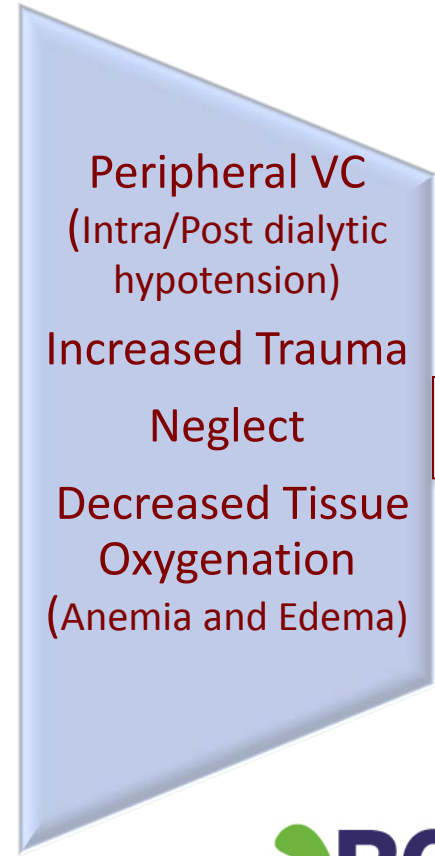 Peripheral VC
(Intra/Post dialytic
hypotension)
Increased Trauma
Neglect
Decreased Tissue
Oxygenation
(Anemia and Edema)